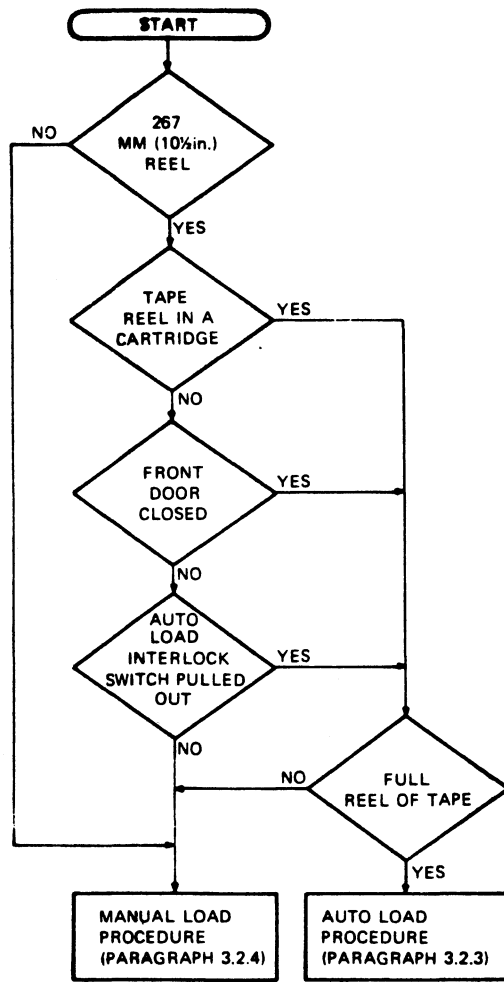 START
267
MM (10½in.)
REEL
NO
YES
TAPE
REEL IN A
CARTRIDGE
YES
NO
FRONT
DOOR
CLOSED
YES
NO
AUTO
LOAD
INTERLOCK
SWITCH PULLED
OUT
YES
NO
FULL
REEL OF TAPE
NO
YES
MANUAL LOAD
PROCEDURE
(PARAGRAPH 3.2.4)
AUTO LOAD
PROCEDURE
(PARAGRAPH 3.2.3)